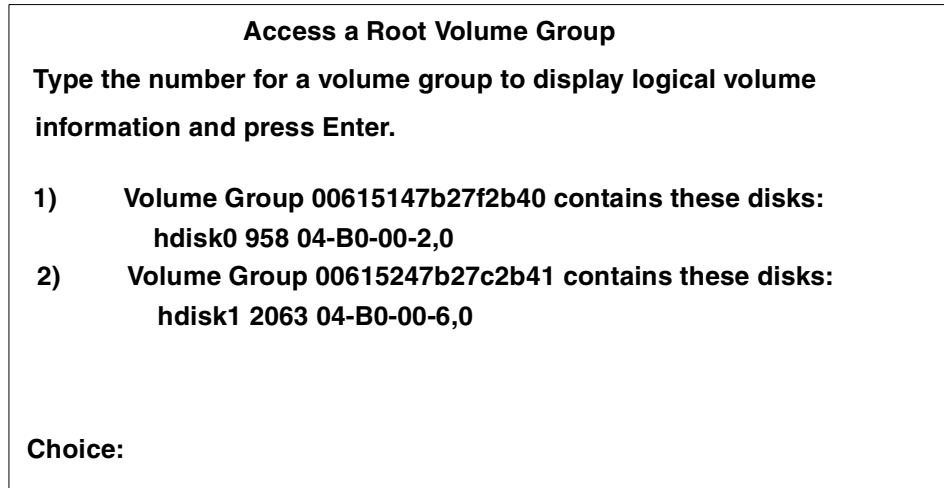 Access a Root Volume Group
Type the number for a volume group to display logical volume
information and press Enter.
1) Volume Group 00615147b27f2b40 contains these disks:
hdisk0 958 04-B0-00-2,0
2) Volume Group 00615247b27c2b41 contains these disks:
hdisk1 2063 04-B0-00-6,0
Choice: